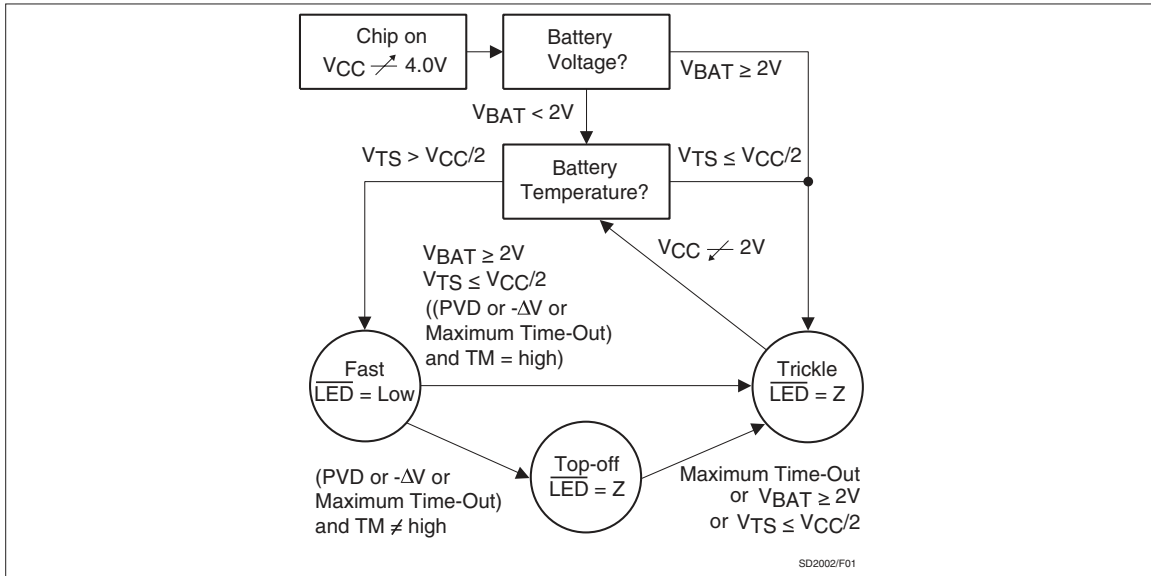 Chip on
VCC ↗ 4.0V
Battery
Voltage?
VBAT ≥ 2V
VBAT < 2V
VTS > VCC/2
Battery
Temperature?
VTS ≤ VCC/2
VCC ↙ 2V
VBAT ≥ 2V
VTS ≤ VCC/2
((PVD or -ΔV or
Maximum Time-Out)
and TM = high)
Fast
L̅E̅D̅ = Low
Trickle
L̅E̅D̅ = Z
Top-off
L̅E̅D̅ = Z
(PVD or -ΔV or
Maximum Time-Out)
and TM ≠ high
Maximum Time-Out
or VBAT ≥ 2V
or VTS ≤ VCC/2
SD2002/F01